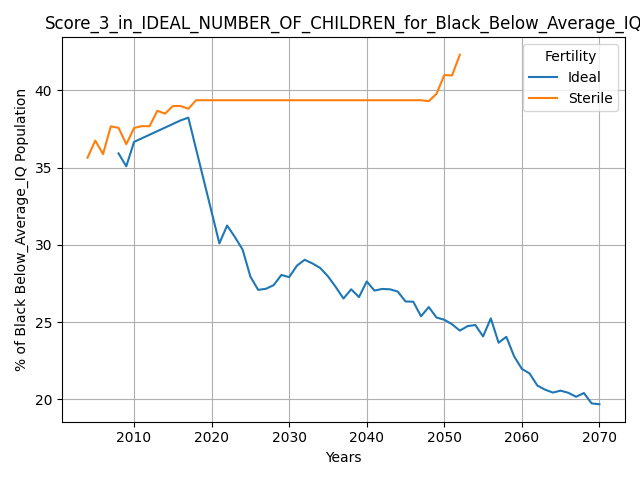 Score_3_in_IDEAL_NUMBER_OF_CHILDREN_for_Black_Below_Average_IQ
Fertility
Ideal
Sterile
% of Black Below_Average_IQ Population
40
35
30
25
20
2010 2020 2030 2040 2050 2060 2070
Years